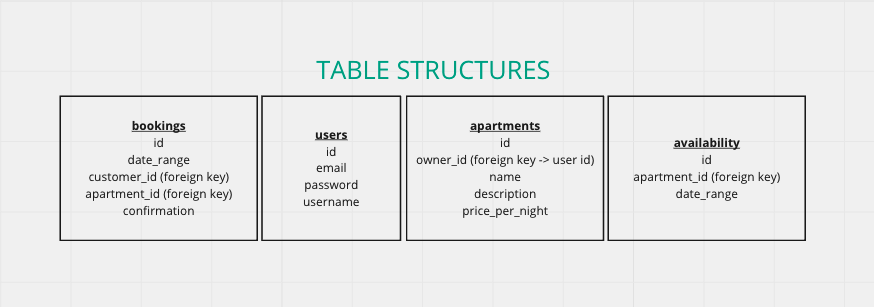 TABLE STRUCTURES
bookings
id
date_range
customer_id (foreign key)
apartment_id (foreign key)
confirmation
users
id
email
password
username
apartments
id
owner_id (foreign key -> user id)
name
description
price_per_night
availability
id
apartment_id (foreign key)
date_range